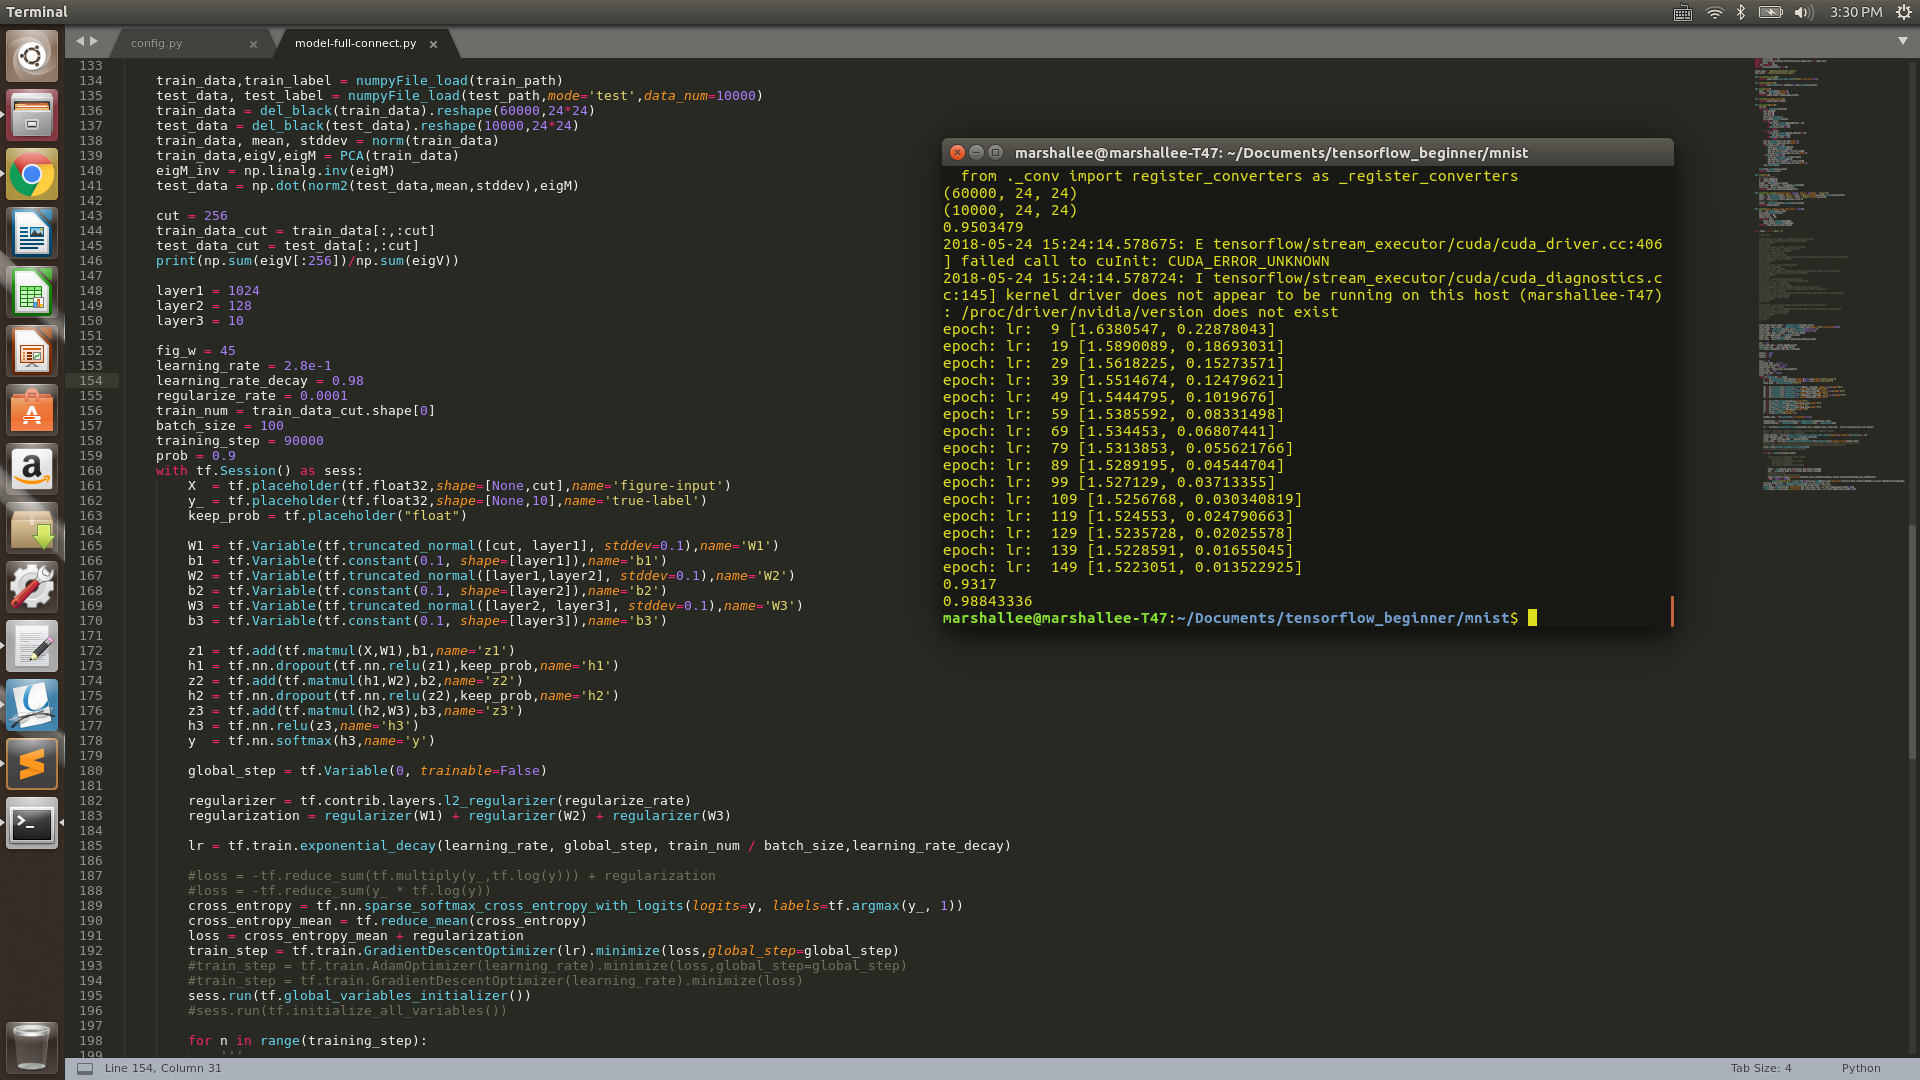 Terminal
3:30 PM
config.py
model-full-connect.py
133
134 train_data,train_label = numpyFile_load(train_path)
135 test_data, test_label = numpyFile_load(test_path,mode='test',data_num=10000)
136 train_data = del_black(train_data).reshape(60000,24*24)
137 test_data = del_black(test_data).reshape(10000,24*24)
138 train_data, mean, stddev = norm(train_data)
139 train_data,eigV,eigM = PCA(train_data)
140 eigM_inv = np.linalg.inv(eigM)
141 test_data = np.dot(norm2(test_data,mean,stddev),eigM)
142
143 cut = 256
144 train_data_cut = train_data[:,:cut]
145 test_data_cut = test_data[:,:cut]
146 print(np.sum(eigV[:256])/np.sum(eigV))
147
148 layer1 = 1024
149 layer2 = 128
150 layer3 = 10
151
152 fig_w = 45
153 learning_rate = 2.8e-1
154 learning_rate_decay = 0.98
155 regularize_rate = 0.0001
156 train_num = train_data_cut.shape[0]
157 batch_size = 100
158 training_step = 90000
159 prob = 0.9
160 with tf.Session() as sess:
161 X  = tf.placeholder(tf.float32,shape=[None,cut],name='figure-input')
162 y_ = tf.placeholder(tf.float32,shape=[None,10],name='true-label')
163 keep_prob = tf.placeholder("float")
164
165 W1 = tf.Variable(tf.truncated_normal([cut, layer1], stddev=0.1),name='W1')
166 b1 = tf.Variable(tf.constant(0.1, shape=[layer1]),name='b1')
167 W2 = tf.Variable(tf.truncated_normal([layer1,layer2], stddev=0.1),name='W2')
168 b2 = tf.Variable(tf.constant(0.1, shape=[layer2]),name='b2')
169 W3 = tf.Variable(tf.truncated_normal([layer2, layer3], stddev=0.1),name='W3')
170 b3 = tf.Variable(tf.constant(0.1, shape=[layer3]),name='b3')
171
172 z1 = tf.add(tf.matmul(X,W1),b1,name='z1')
173 h1 = tf.nn.dropout(tf.nn.relu(z1),keep_prob,name='h1')
174 z2 = tf.add(tf.matmul(h1,W2),b2,name='z2')
175 h2 = tf.nn.dropout(tf.nn.relu(z2),keep_prob,name='h2')
176 z3 = tf.add(tf.matmul(h2,W3),b3,name='z3')
177 h3 = tf.nn.relu(z3,name='h3')
178 y  = tf.nn.softmax(h3,name='y')
179
180 global_step = tf.Variable(0, trainable=False)
181
182 regularizer = tf.contrib.layers.l2_regularizer(regularize_rate)
183 regularization = regularizer(W1) + regularizer(W2) + regularizer(W3)
184
185 lr = tf.train.exponential_decay(learning_rate, global_step, train_num / batch_size,learning_rate_decay)
186
187 #loss = -tf.reduce_sum(tf.multiply(y_,tf.log(y))) + regularization
188 #loss = -tf.reduce_sum(y_ * tf.log(y))
189 cross_entropy = tf.nn.sparse_softmax_cross_entropy_with_logits(logits=y, labels=tf.argmax(y_, 1))
190 cross_entropy_mean = tf.reduce_mean(cross_entropy)
191 loss = cross_entropy_mean + regularization
192 train_step = tf.train.GradientDescentOptimizer(lr).minimize(loss,global_step=global_step)
193 #train_step = tf.train.AdamOptimizer(learning_rate).minimize(loss,global_step=global_step)
194 #train_step = tf.train.GradientDescentOptimizer(learning_rate).minimize(loss)
195 sess.run(tf.global_variables_initializer())
196 #sess.run(tf.initialize_all_variables())
197
198 for n in range(training_step):
199 '''
marshallee@marshallee-T47: ~/Documents/tensorflow_beginner/mnist
from ._conv import register_converters as _register_converters
(60000, 24, 24)
(10000, 24, 24)
0.9503479
2018-05-24 15:24:14.578675: E tensorflow/stream_executor/cuda/cuda_driver.cc:406
] failed call to cuInit: CUDA_ERROR_UNKNOWN
2018-05-24 15:24:14.578724: I tensorflow/stream_executor/cuda/cuda_diagnostics.c
c:145] kernel driver does not appear to be running on this host (marshallee-T47)
: /proc/driver/nvidia/version does not exist
epoch: lr:  9 [1.6380547, 0.22878043]
epoch: lr:  19 [1.5890089, 0.18693031]
epoch: lr:  29 [1.5618225, 0.15273571]
epoch: lr:  39 [1.5514674, 0.12479621]
epoch: lr:  49 [1.5444795, 0.1019676]
epoch: lr:  59 [1.5385592, 0.08331498]
epoch: lr:  69 [1.534453, 0.06807441]
epoch: lr:  79 [1.5313853, 0.055621766]
epoch: lr:  89 [1.5289195, 0.04544704]
epoch: lr:  99 [1.527129, 0.03713355]
epoch: lr:  109 [1.5256768, 0.030340819]
epoch: lr:  119 [1.524553, 0.024790663]
epoch: lr:  129 [1.5235728, 0.02025578]
epoch: lr:  139 [1.5228591, 0.01655045]
epoch: lr:  149 [1.5223051, 0.013522925]
0.9317
0.98843336
marshallee@marshallee-T47:~/Documents/tensorflow_beginner/mnist$
Line 154, Column 31
Tab Size: 4
Python